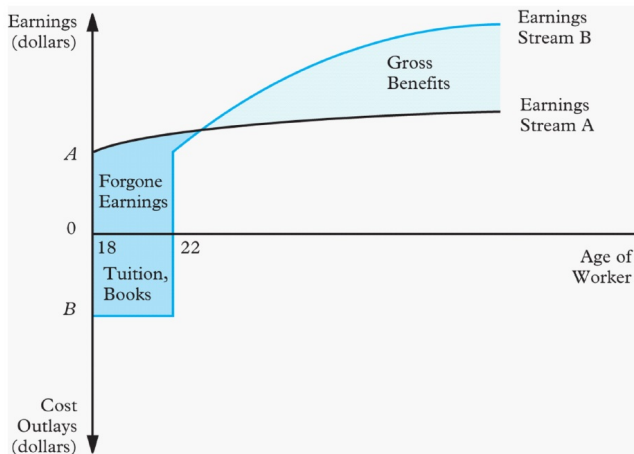 Earnings
(dollars)
Earnings
Stream B
Gross
Benefits
Earnings
Stream A
A
Forgone
Earnings
0
18
22
Age of
Worker
Tuition,
Books
B
Cost
Outlays
(dollars)